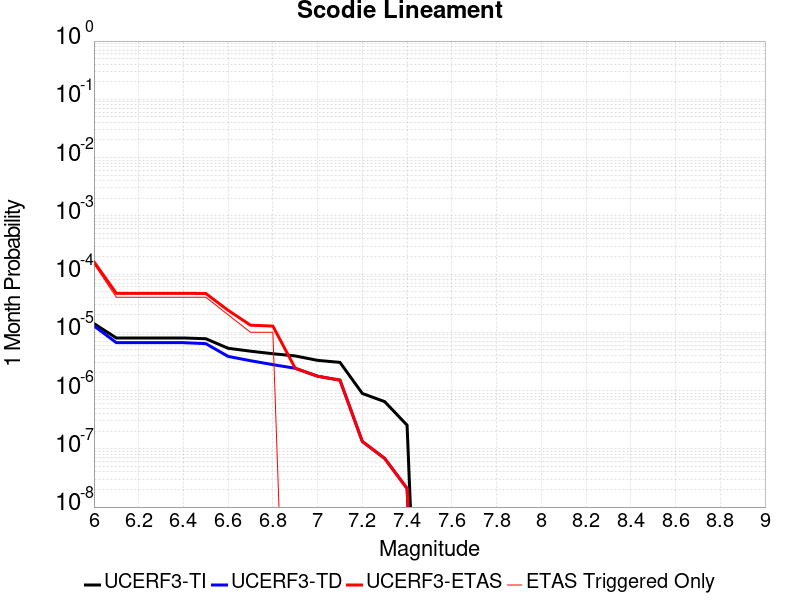 Scodie Lineament
10^0
10^-1
10^-2
10^-3
10^-4
10^-5
10^-6
10^-7
10^-8
1 Month Probability
6 6.2 6.4 6.6 6.8 7 7.2 7.4 7.6 7.8 8 8.2 8.4 8.6 8.8 9
Magnitude
UCERF3-TI UCERF3-TD UCERF3-ETAS ETAS Triggered Only